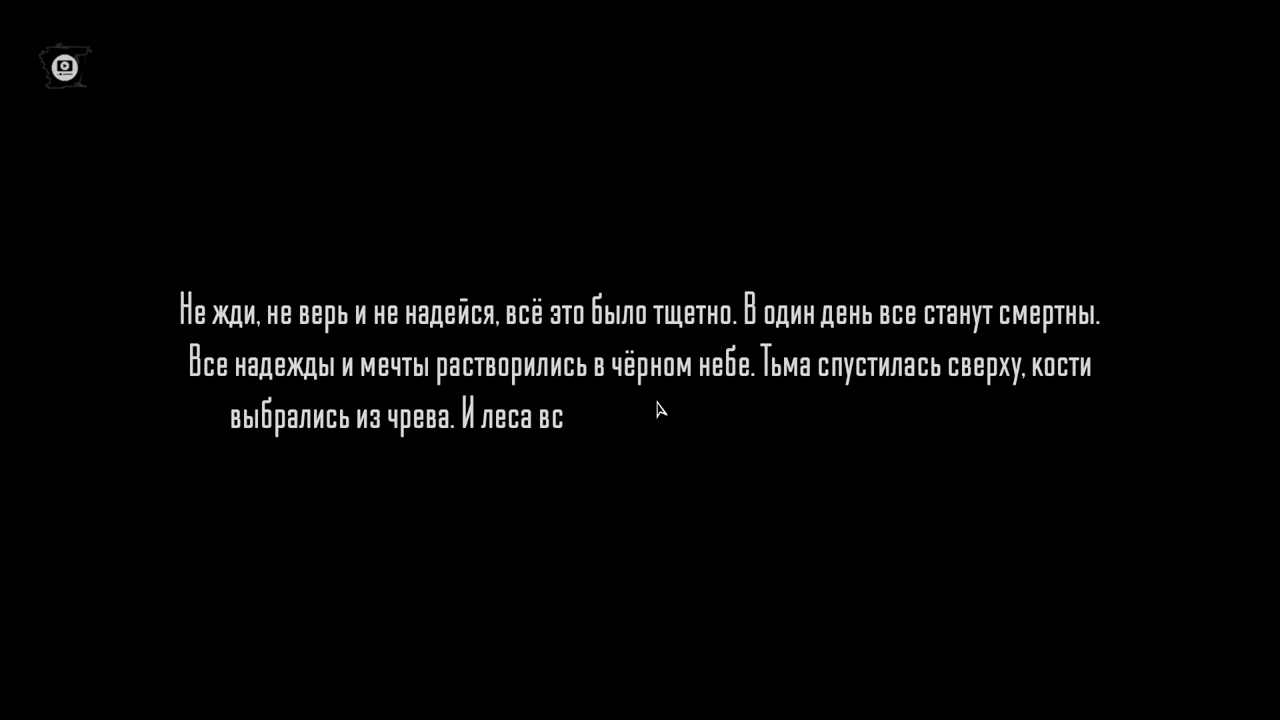 Не жди, не верь и не надейся, всё это было тщетно. В один день все станут смертны.
Все надежды и мечты растворились в чёрном небе. Тьма спустилась сверху, кости
выбрались из чрева. И леса вс